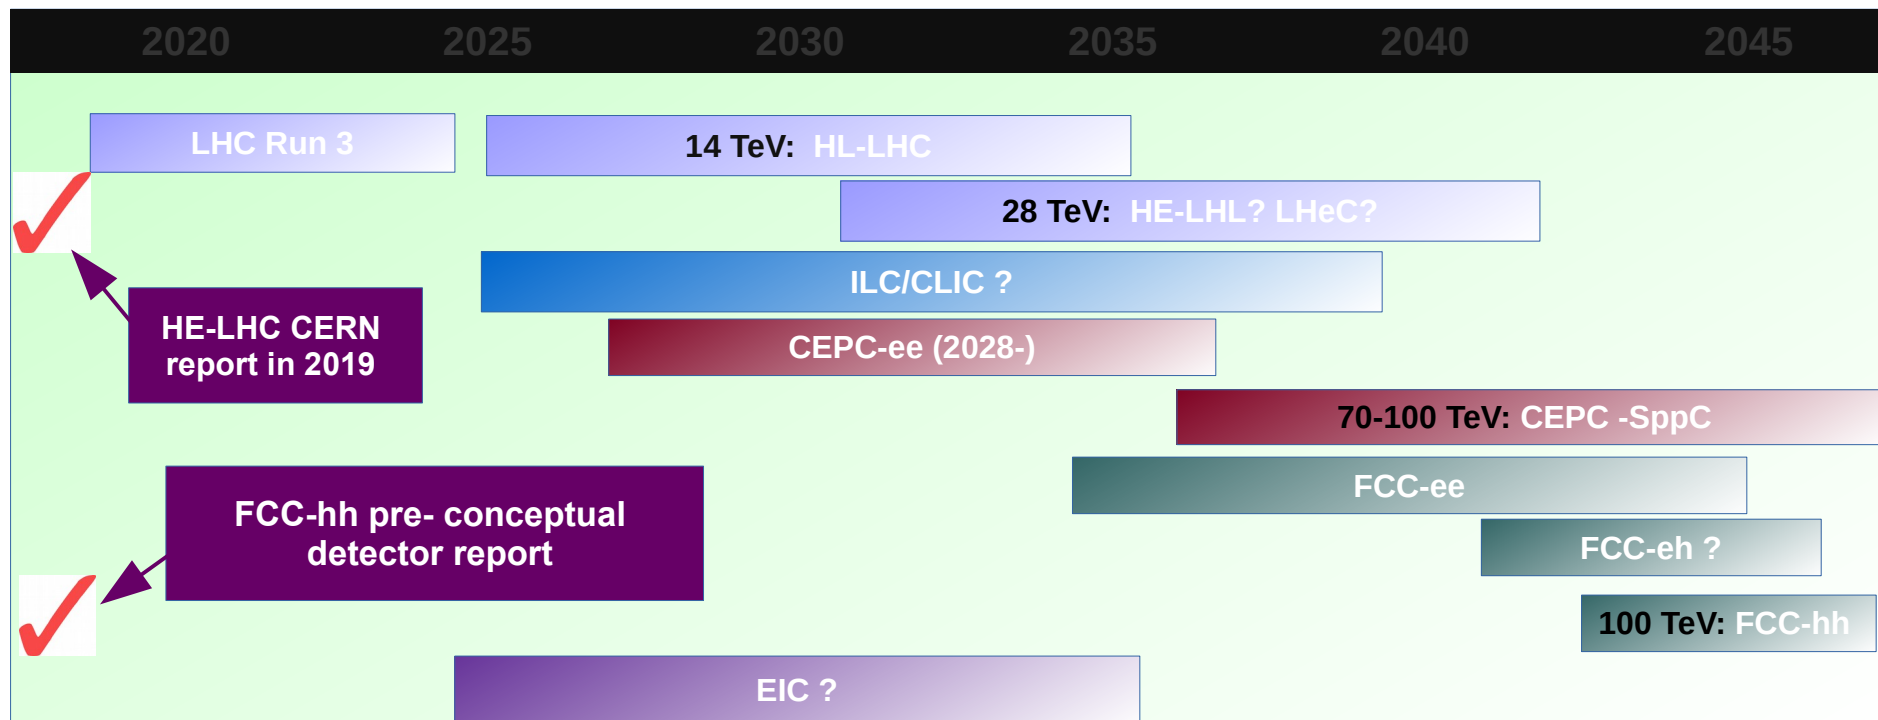 2020 2025 2030 2035 2040 2045
LHC Run 3
14 TeV: HL-LHC
28 TeV: HE-LHL? LHeC?
ILC/CLIC ?
HE-LHC CERN
report in 2019
CEPC-ee (2028-)
70-100 TeV: CEPC -SppC
FCC-ee
FCC-hh pre- conceptual
detector report
FCC-eh ?
100 TeV: FCC-hh
EIC ?